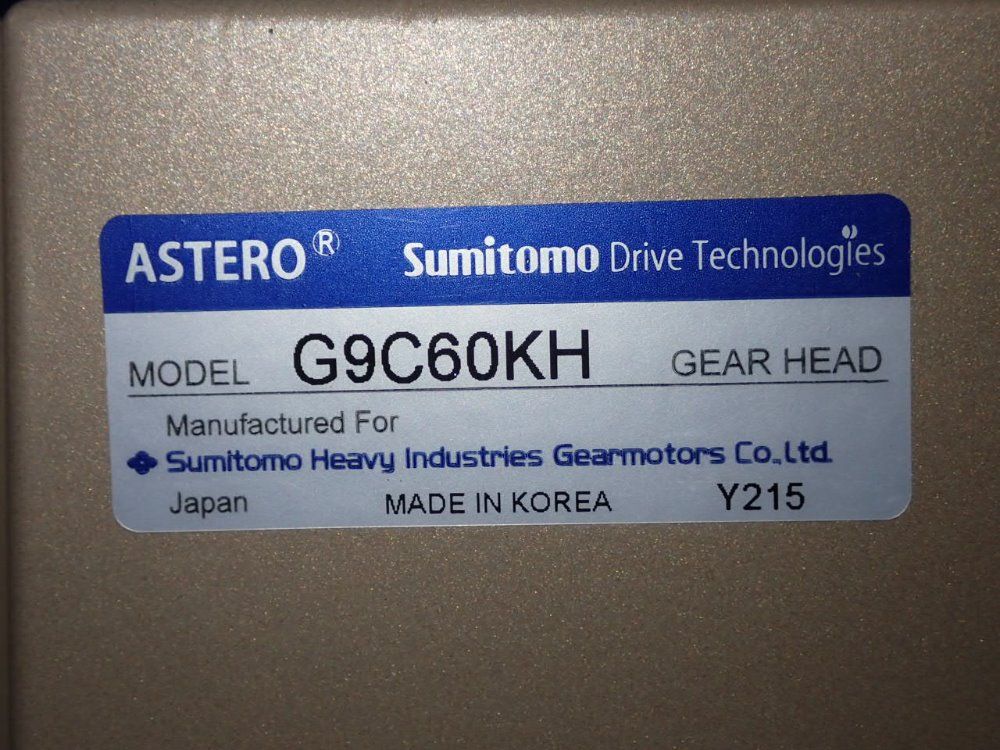 ASTERO® Sumitomo Drive Technologies
MODEL G9C60KH GEAR HEAD
Manufactured For
Sumitomo Heavy Industries Gearmotors Co.,Ltd.
Japan MADE IN KOREA Y215